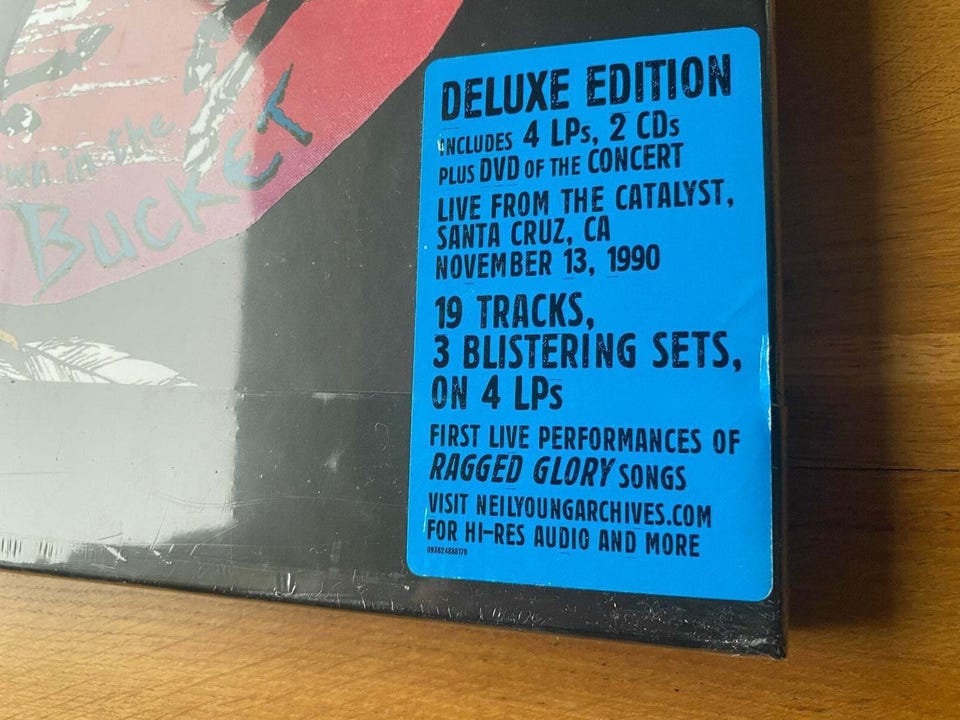 in the
Bucket
DELUXE EDITION
INCLUDES 4 LPs, 2 CDs
PLUS DVD OF THE CONCERT
LIVE FROM THE CATALYST,
SANTA CRUZ, CA
NOVEMBER 13, 1990
19 TRACKS,
3 BLISTERING SETS,
ON 4 LPs
FIRST LIVE PERFORMANCES OF
RAGGED GLORY SONGS
VISIT NEILYOUNGARCHIVES.COM
FOR HI-RES AUDIO AND MORE